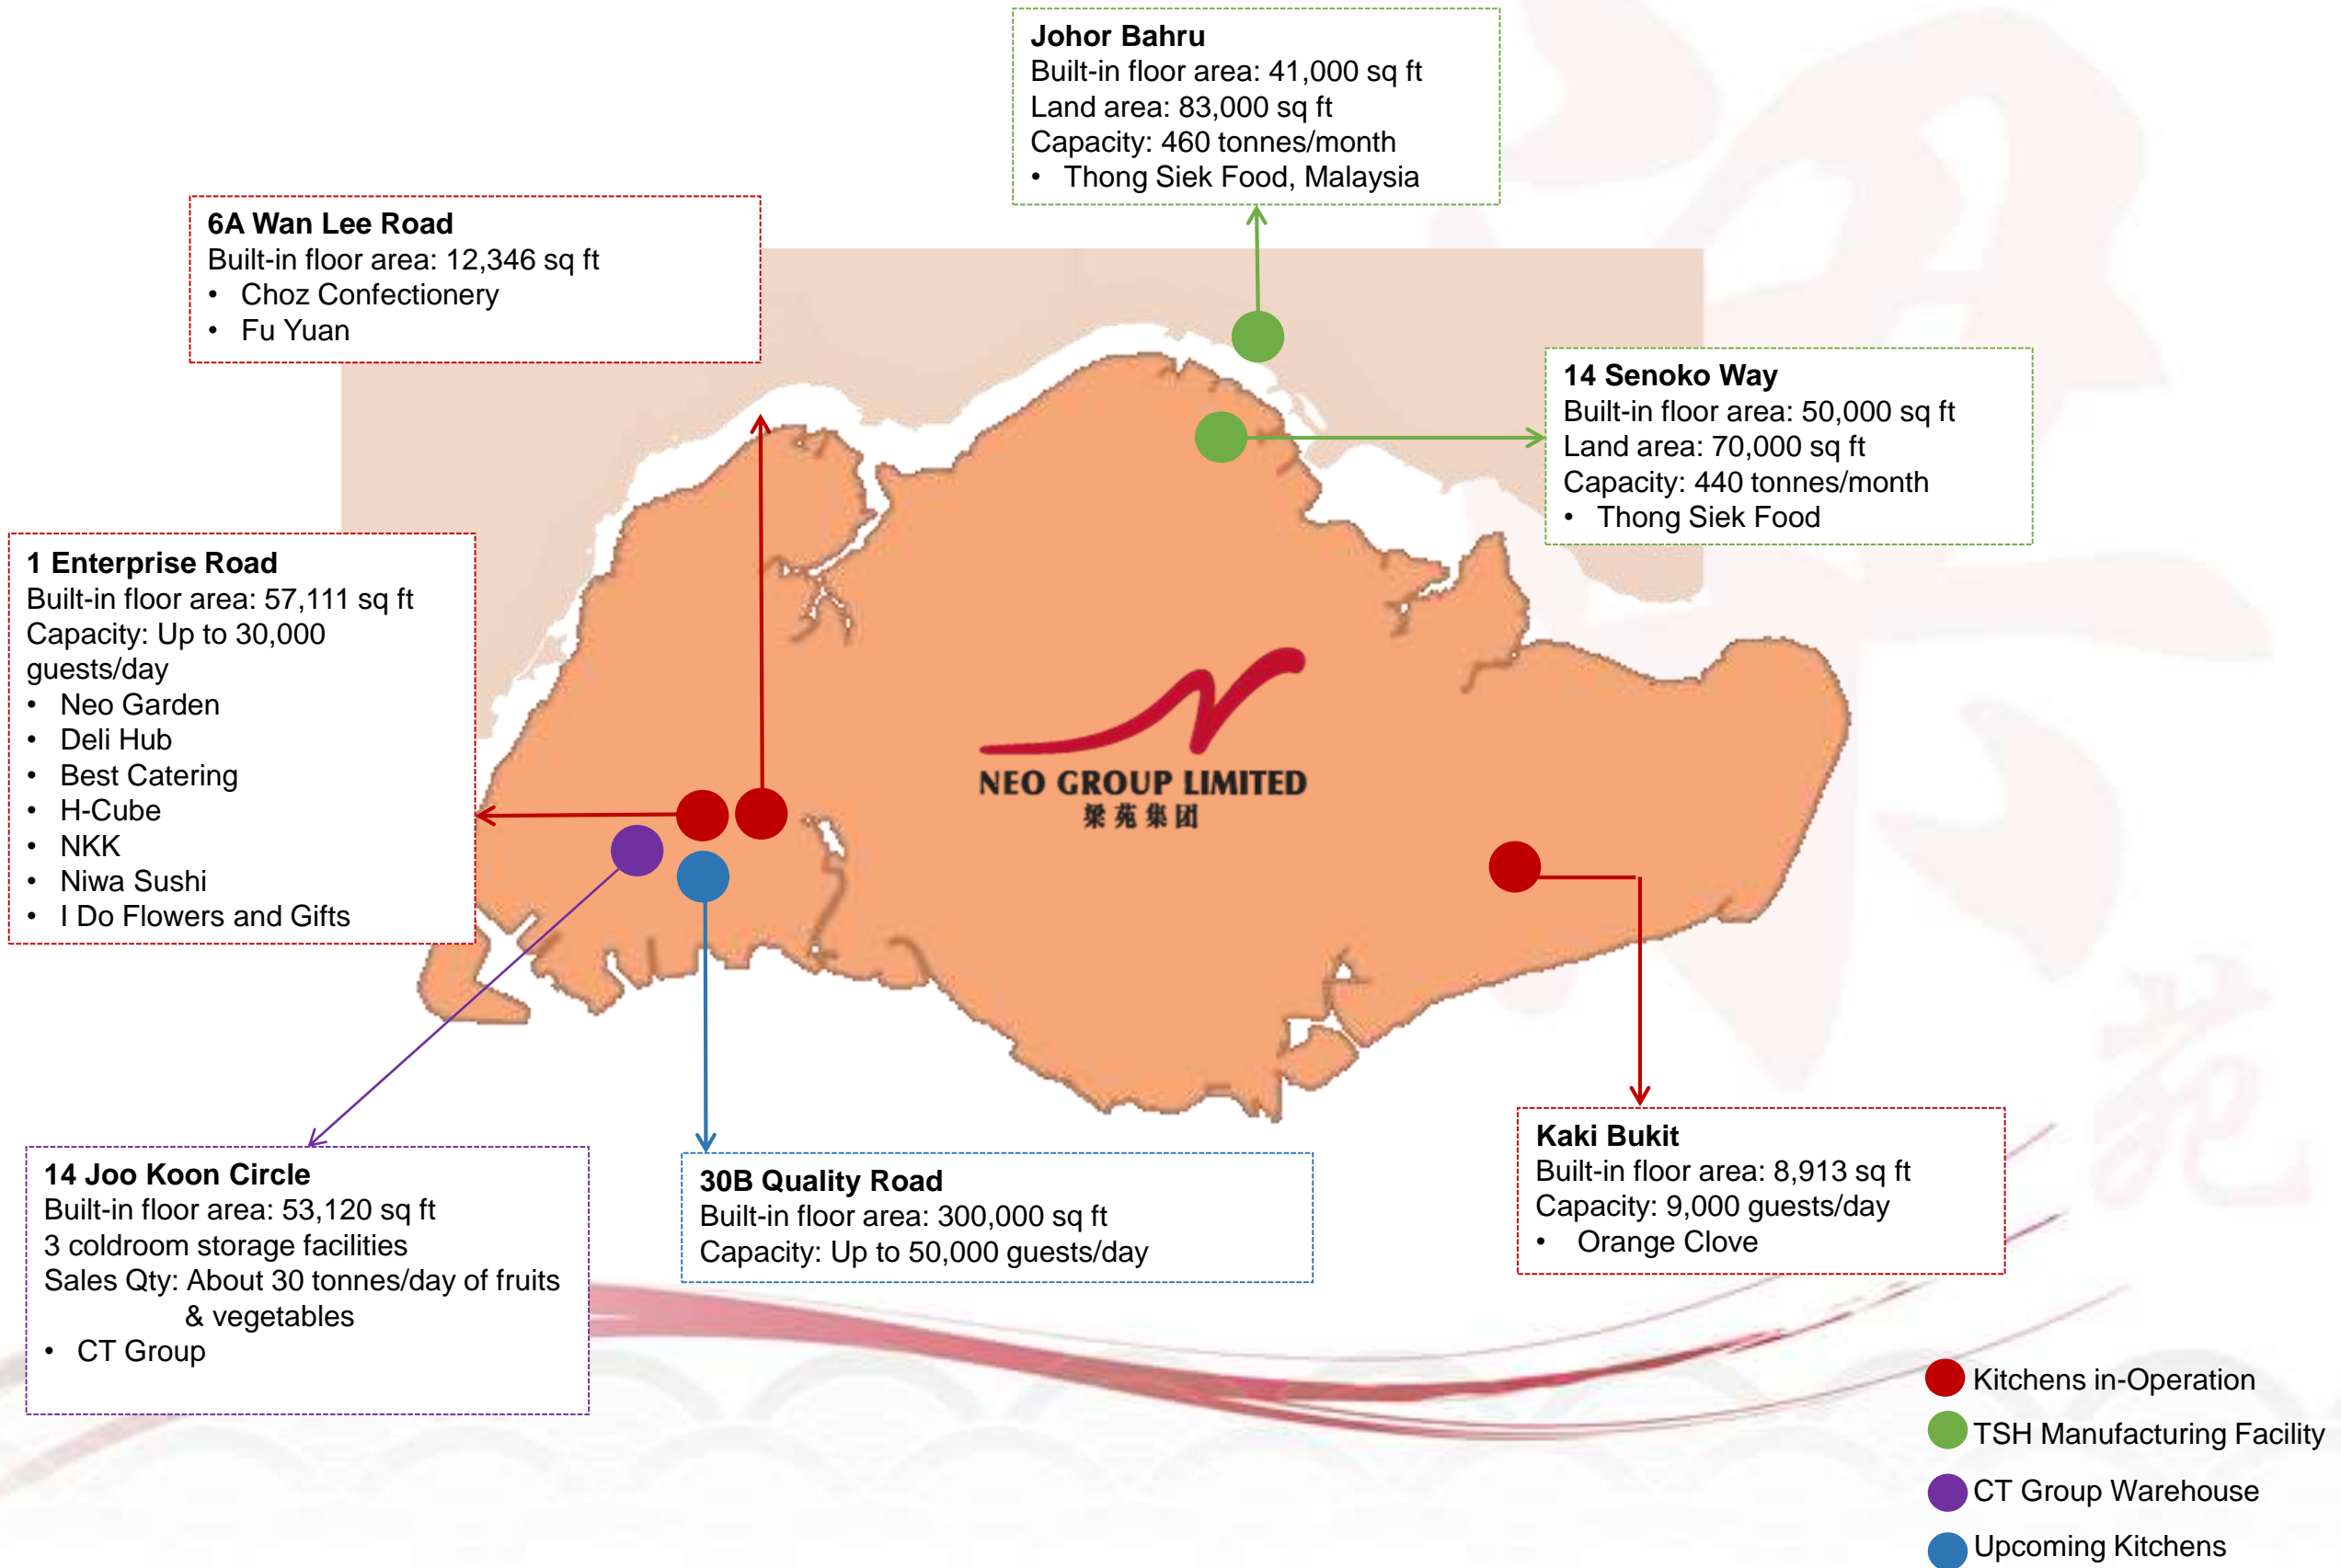 Johor Bahru
Built-in floor area: 41,000 sq ft
Land area: 83,000 sq ft
Capacity: 460 tonnes/month
• Thong Siek Food, Malaysia
6A Wan Lee Road
Built-in floor area: 12,346 sq ft
• Choz Confectionery
• Fu Yuan
14 Senoko Way
Built-in floor area: 50,000 sq ft
Land area: 70,000 sq ft
Capacity: 440 tonnes/month
• Thong Siek Food
1 Enterprise Road
Built-in floor area: 57,111 sq ft
Capacity: Up to 30,000
guests/day
• Neo Garden
• Deli Hub
• Best Catering
• H-Cube
• NKK
• Niwa Sushi
• I Do Flowers and Gifts
NEO GROUP LIMITED
梁苑集团
14 Joo Koon Circle
Built-in floor area: 53,120 sq ft
3 coldroom storage facilities
Sales Qty: About 30 tonnes/day of fruits
& vegetables
• CT Group
30B Quality Road
Built-in floor area: 300,000 sq ft
Capacity: Up to 50,000 guests/day
Kaki Bukit
Built-in floor area: 8,913 sq ft
Capacity: 9,000 guests/day
• Orange Clove
Kitchens in-Operation
TSH Manufacturing Facility
CT Group Warehouse
Upcoming Kitchens
梁
苑